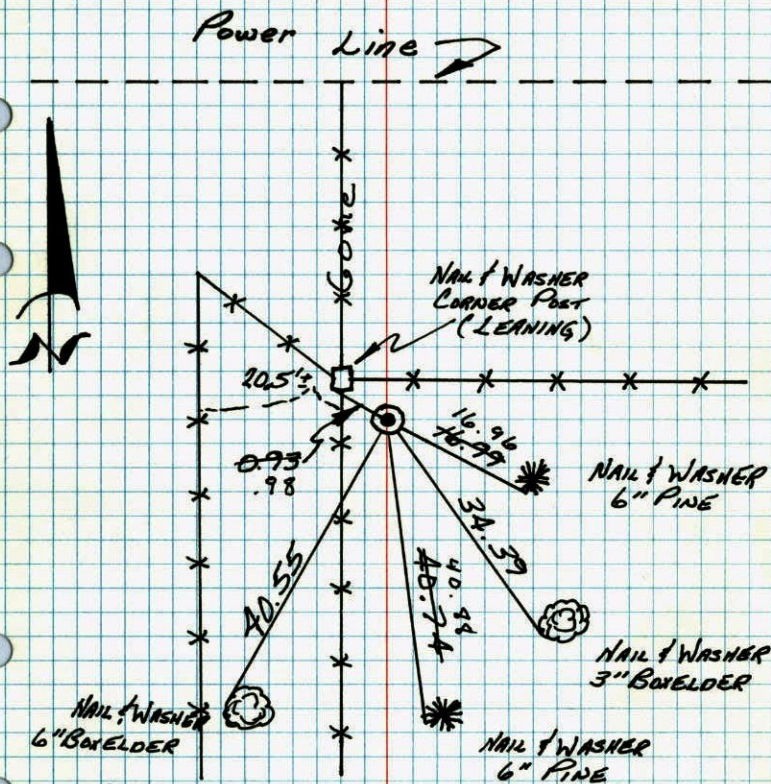 Power Line
Gone
N
NAIL & WASHER
CORNER POST
(LEANING)
20.5'±
16.96
16.99
0.93
.98
NAIL & WASHER
6" PINE
34.39
40.55
40.88
40.74
NAIL & WASHER
3" BOXELDER
NAIL & WASHER
6" BOXELDER
NAIL & WASHER
6" PINE